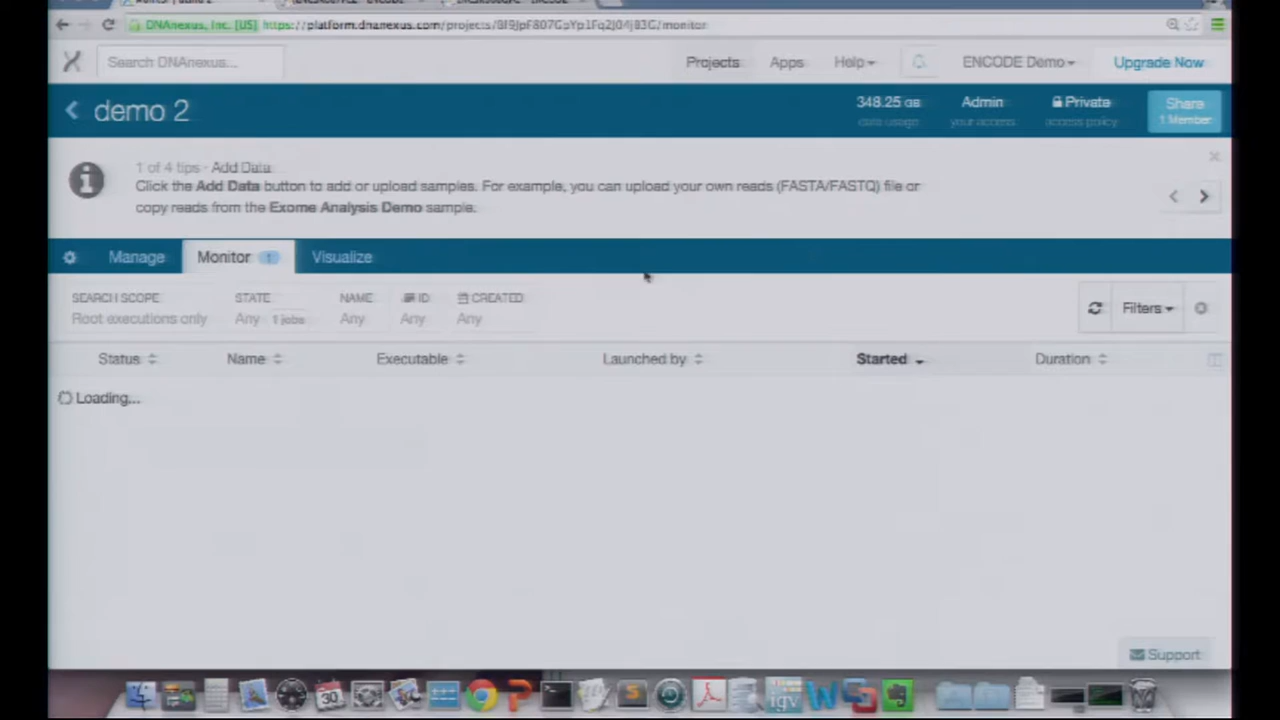 DNAnexus, Inc. [US] https://platform.dnanexus.com/projects/
Search DNAnexus...
Projects Apps Help ENCODE Demo Upgrade Now
demo 2
348.25 GB Admin Private Share
data usage your access access policy 1 Member
1 of 4 tips - Add Data
Click the Add Data button to add or upload samples. For example, you can upload your own reads (FASTA/FASTQ) file or
copy reads from the Exome Analysis Demo sample.
Manage Monitor 1 Visualize
SEARCH SCOPE STATE NAME ID CREATED
Root executions only Any 1 jobs Any Any Any
Filters
Status Name Executable Launched by Started Duration
Loading...
Support
30
igv